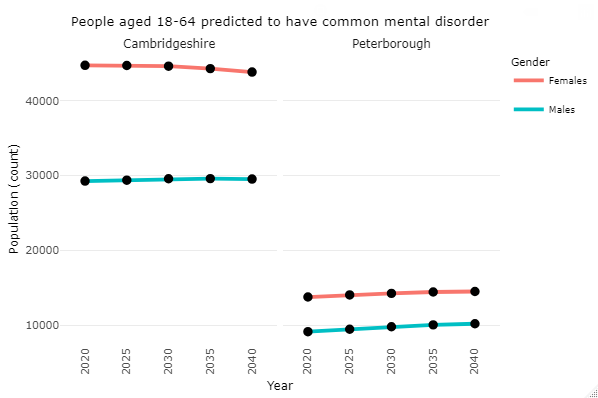 People aged 18-64 predicted to have common mental disorder
Cambridgeshire
Peterborough
Gender
Females
Males
Population (count)
40000
30000
20000
10000
2020
2025
2030
2035
2040
2020
2025
2030
2035
2040
Year